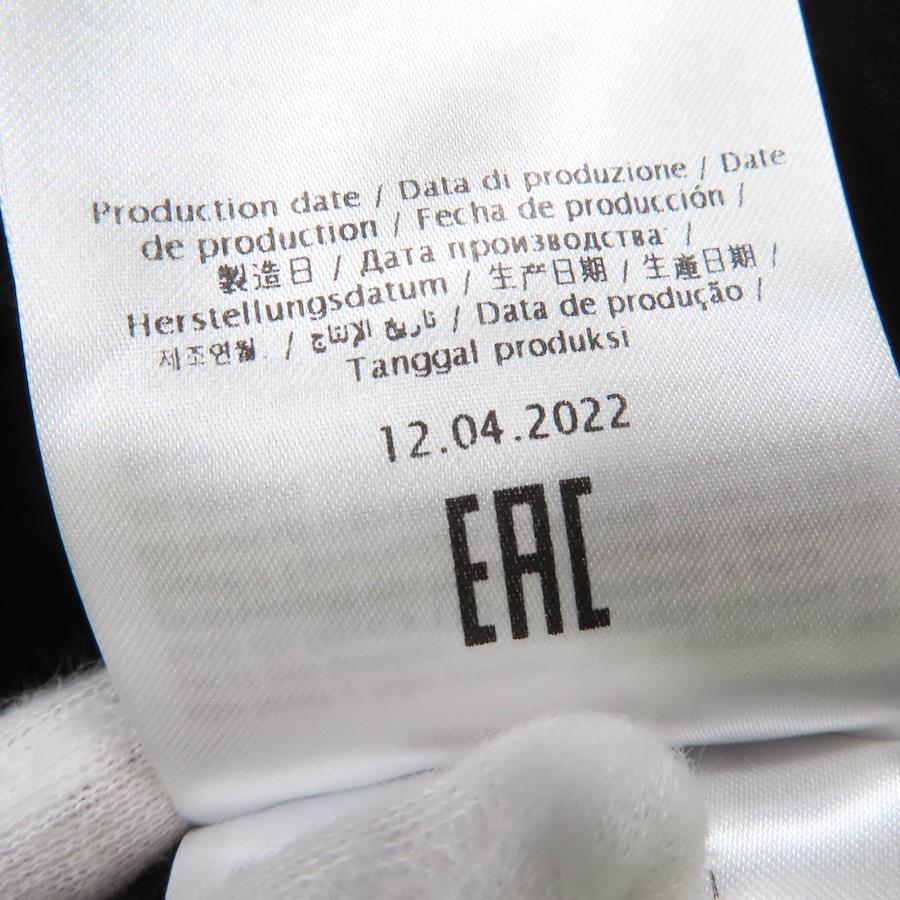 Production date / Data di produzione / Date
de production / Fecha de producción /
製造日 / Дата производства /
Herstellungsdatum / 生产日期 / 生產日期 /
제조연월 / تاريخ الإنتاج / Data de produção /
Tanggal produksi
12.04.2022
EAC